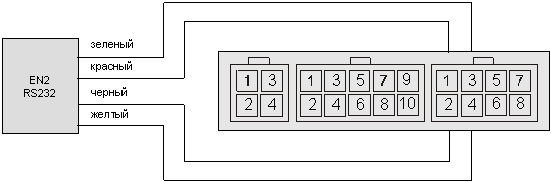 зеленый
красный
EN2
RS232
черный
желтый
1 3
2 4
1 3 5 7 9
2 4 6 8 10
1 3 5 7
2 4 6 8